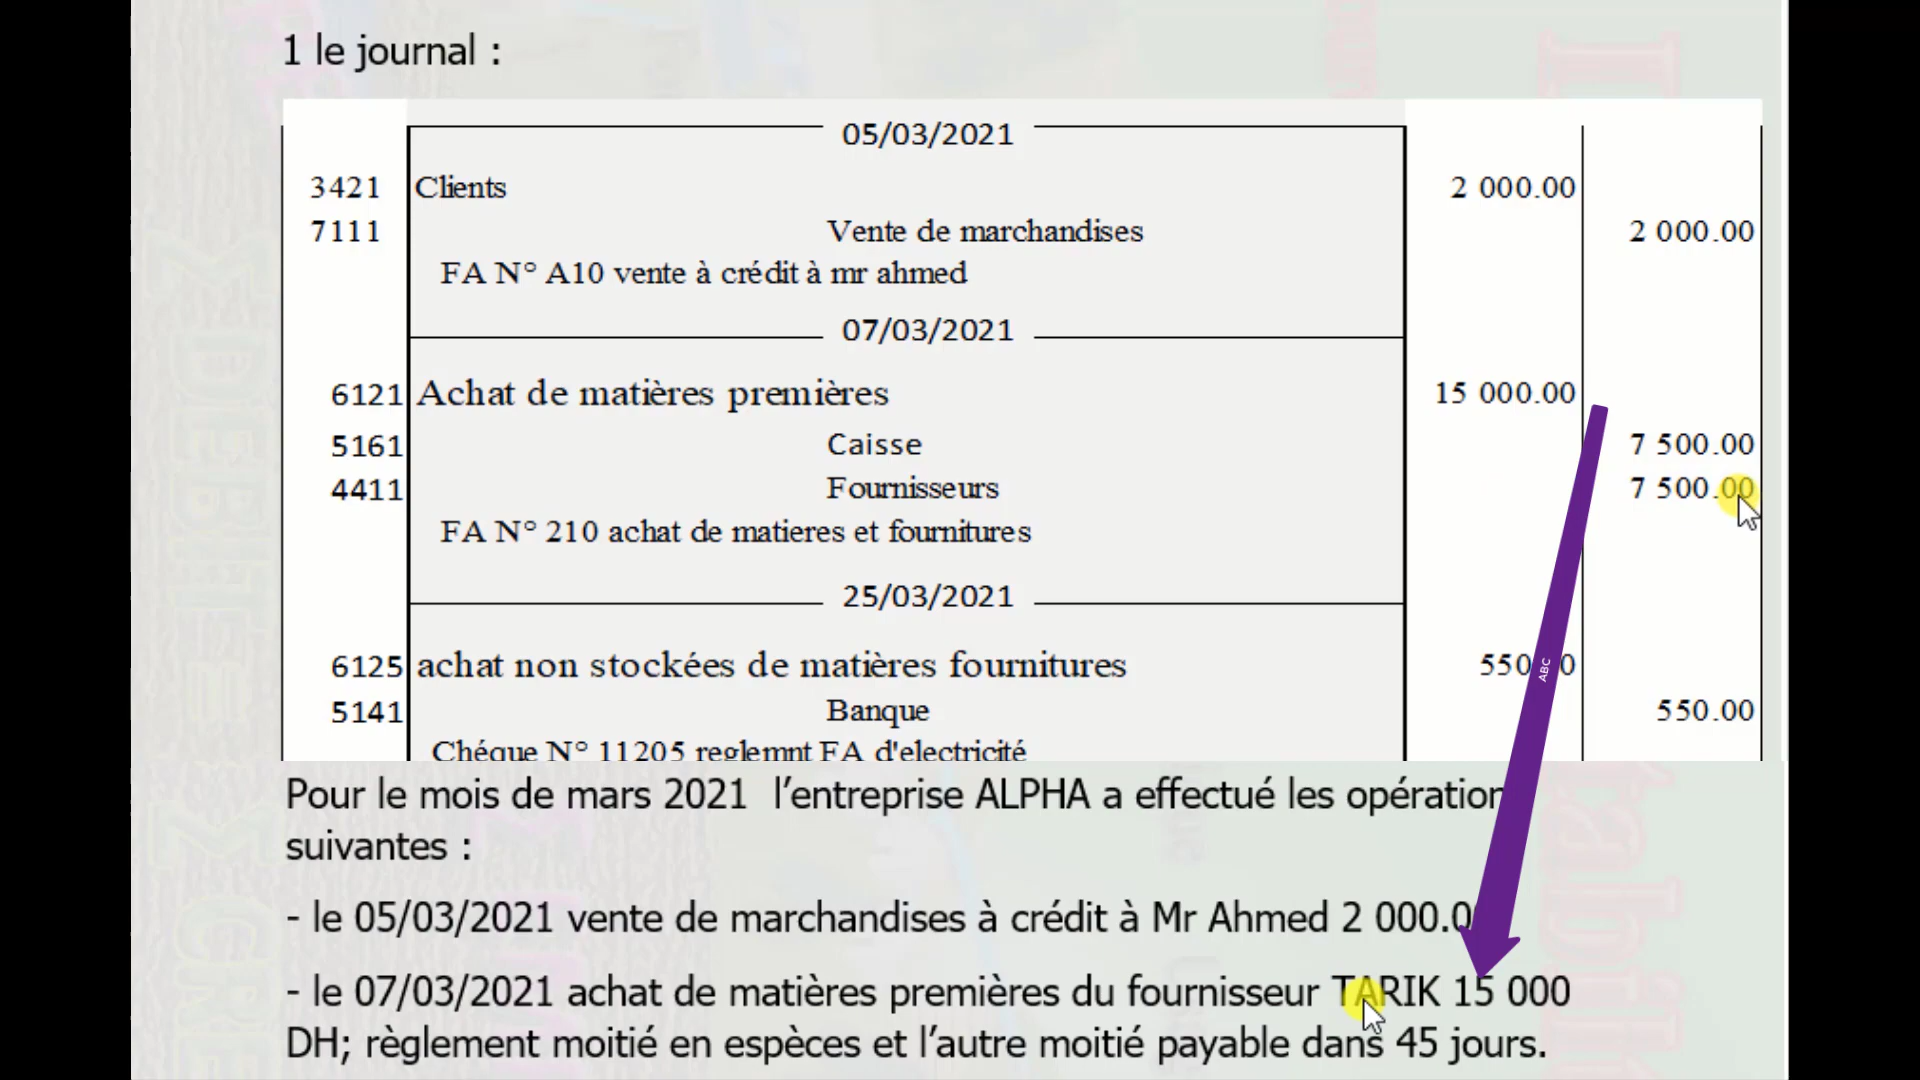 1 le journal :
05/03/2021
3421 Clients 2 000.00
7111 Vente de marchandises 2 000.00
FA N° A10 vente à crédit à mr ahmed
07/03/2021
6121 Achat de matières premières 15 000.00
5161 Caisse 7 500.00
4411 Fournisseurs 7 500.00
FA N° 210 achat de matieres et fournitures
25/03/2021
6125 achat non stockées de matières fournitures
5141 Banque 550.00
ABC
Chéque N° 11205 reglemnt FA d'electricité
Pour le mois de mars 2021 l'entreprise ALPHA a effectué les opération
suivantes :
- le 05/03/2021 vente de marchandises à crédit à Mr Ahmed 2 000.0
- le 07/03/2021 achat de matières premières du fournisseur TARIK 15 000
DH; règlement moitié en espèces et l'autre moitié payable dans 45 jours.